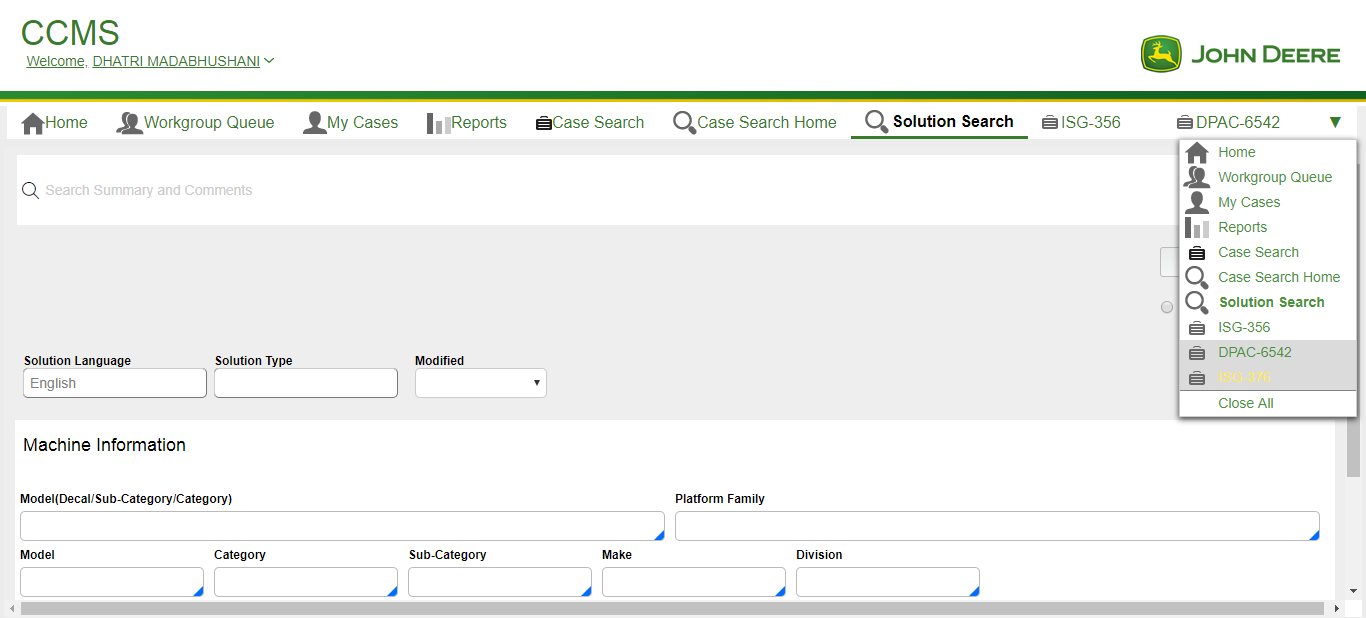 CCMS
Welcome, DHATRI MADABHUSHANI
JOHN DEERE
Home Workgroup Queue My Cases Reports Case Search Case Search Home Solution Search ISG-356 DPAC-6542
Search Summary and Comments
Home
Workgroup Queue
My Cases
Reports
Case Search
Case Search Home
Solution Search
ISG-356
DPAC-6542
Close All
Solution Language Solution Type Modified
English
Machine Information
Model(Decal/Sub-Category/Category) Platform Family
Model Category Sub-Category Make Division